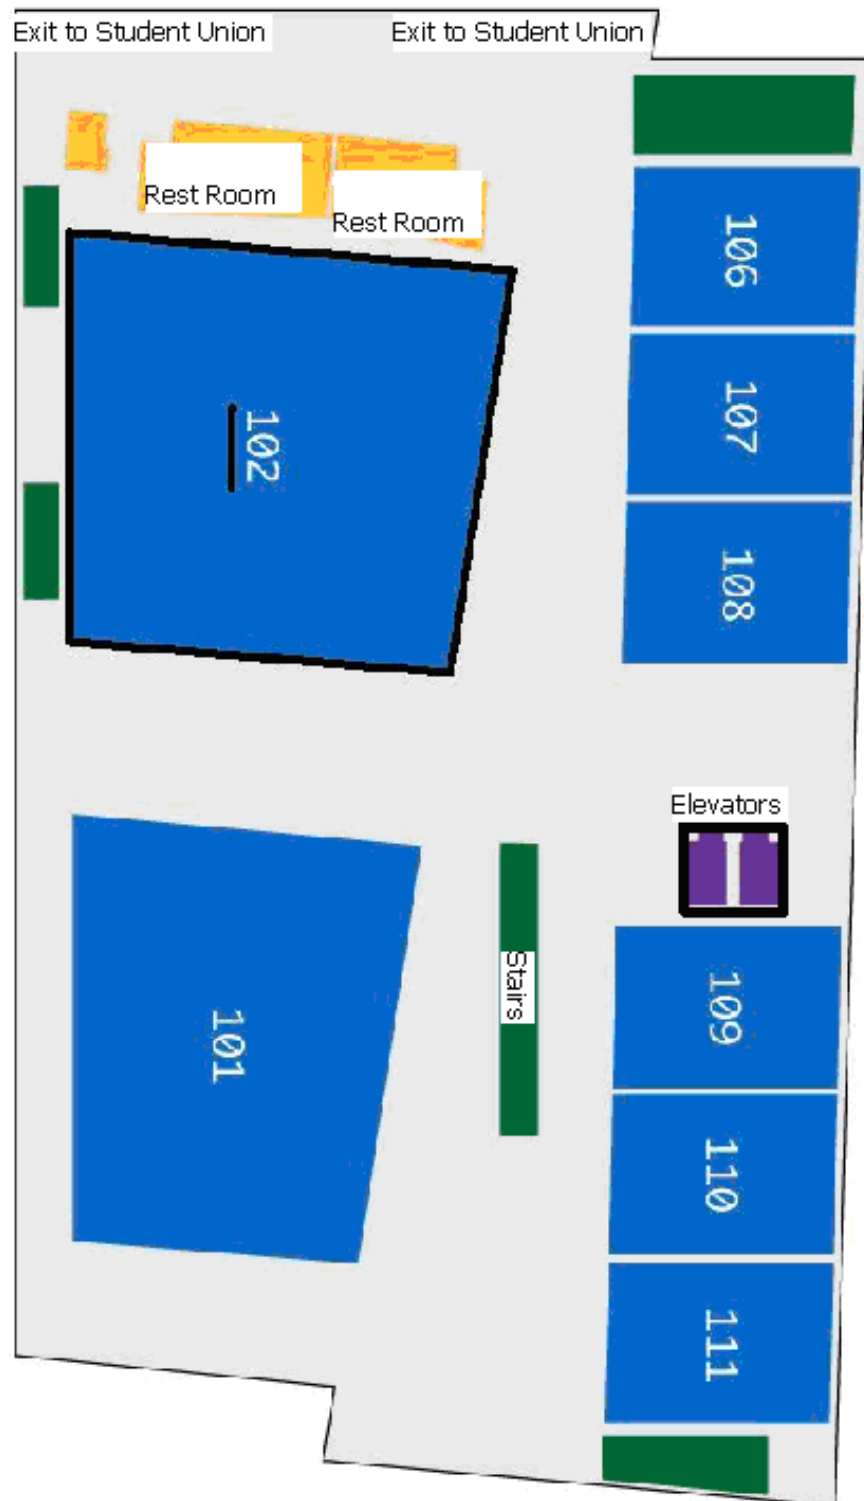 Exit to Student Union
Exit to Student Union
Rest Room
Rest Room
106
102
107
108
Elevators
Stairs
109
101
110
111